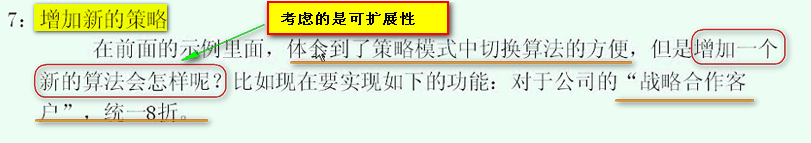 考虑的是可扩展性
7：增加新的策略
在前面的示例里面，体会到了策略模式中切换算法的方便，但是增加一个
新的算法会怎样呢？比如现在要实现如下的功能：对于公司的“战略合作客
户”，统一8折。